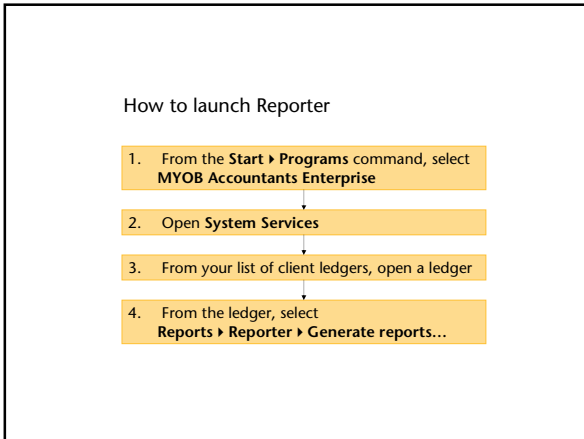 How to launch Reporter
1. From the Start ▸ Programs command, select
MYOB Accountants Enterprise
2. Open System Services
3. From your list of client ledgers, open a ledger
4. From the ledger, select
Reports ▸ Reporter ▸ Generate reports…